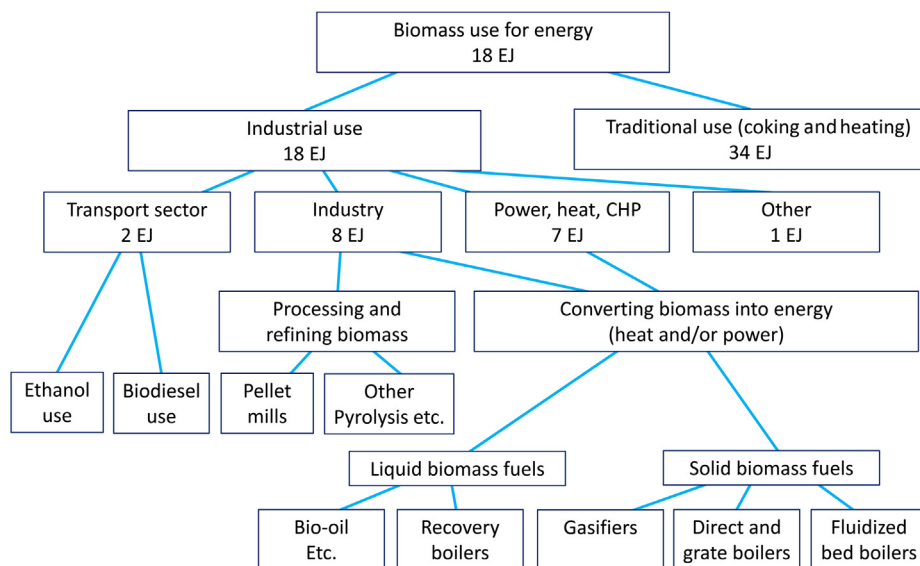 Biomass use for energy
18 EJ
Industrial use
18 EJ
Traditional use (coking and heating)
34 EJ
Transport sector
2 EJ
Industry
8 EJ
Power, heat, CHP
7 EJ
Other
1 EJ
Processing and
refining biomass
Converting biomass into energy
(heat and/or power)
Ethanol
use
Biodiesel
use
Pellet
mills
Other
Pyrolysis etc.
Liquid biomass fuels
Solid biomass fuels
Bio-oil
Etc.
Recovery
boilers
Gasifiers
Direct and
grate boilers
Fluidized
bed boilers